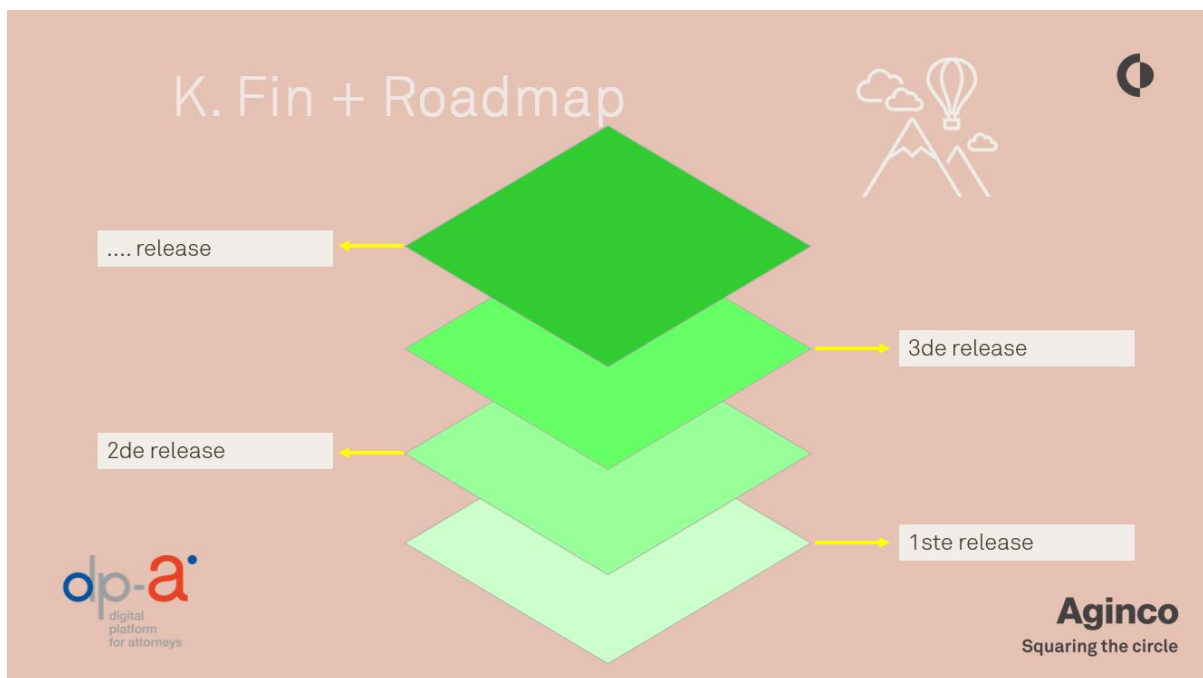 K. Fin + Roadmap
.... release
3de release
2de release
1ste release
dp-a
digital
platform
for attorneys
Aginco
Squaring the circle